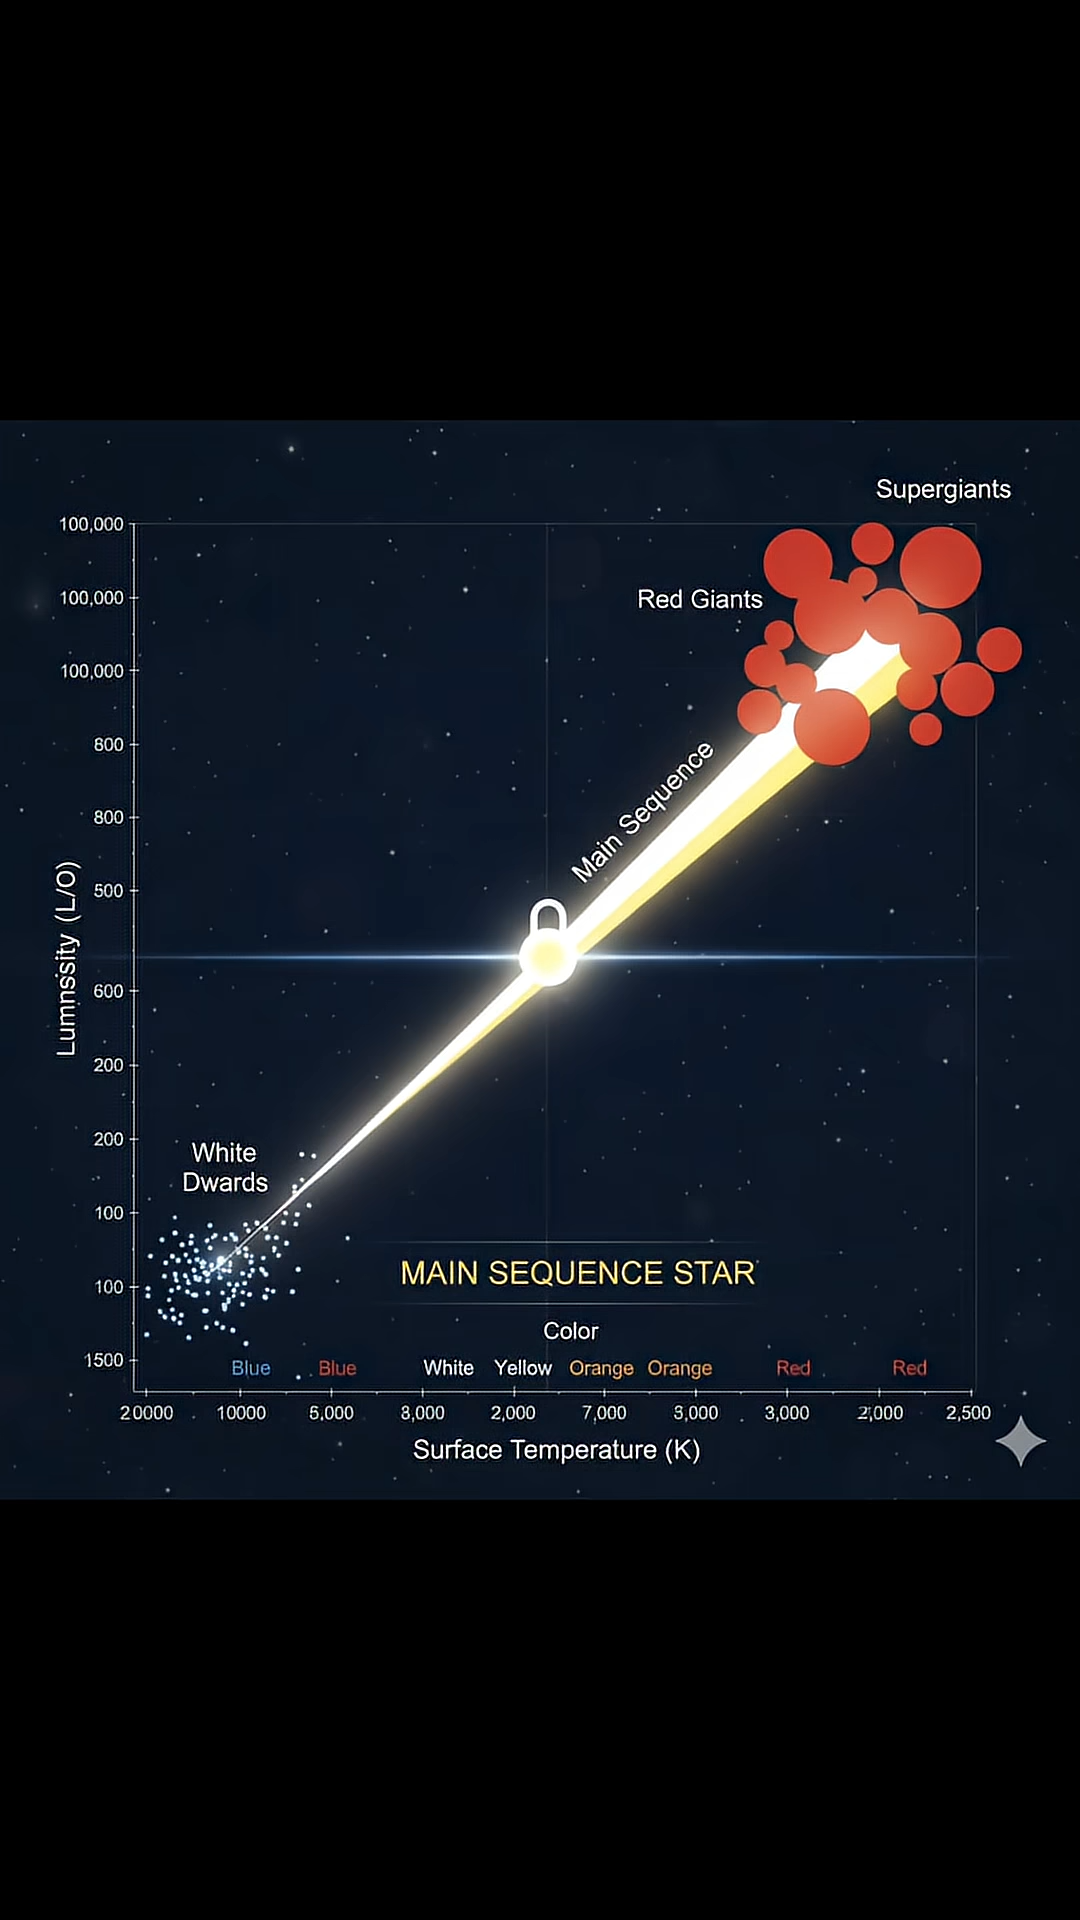 Supergiants
100,000
Red Giants
100,000
100,000
800
800
500
600
200
200
100
100
1500
Lumnssity (L/O)
Main Sequence
White
Dwards
MAIN SEQUENCE STAR
Color
Blue Blue White Yellow Orange Orange Red Red
20000 10000 5,000 8,000 2,000 7,000 5,000 3,000 2,000 2,500
Surface Temperature (K)